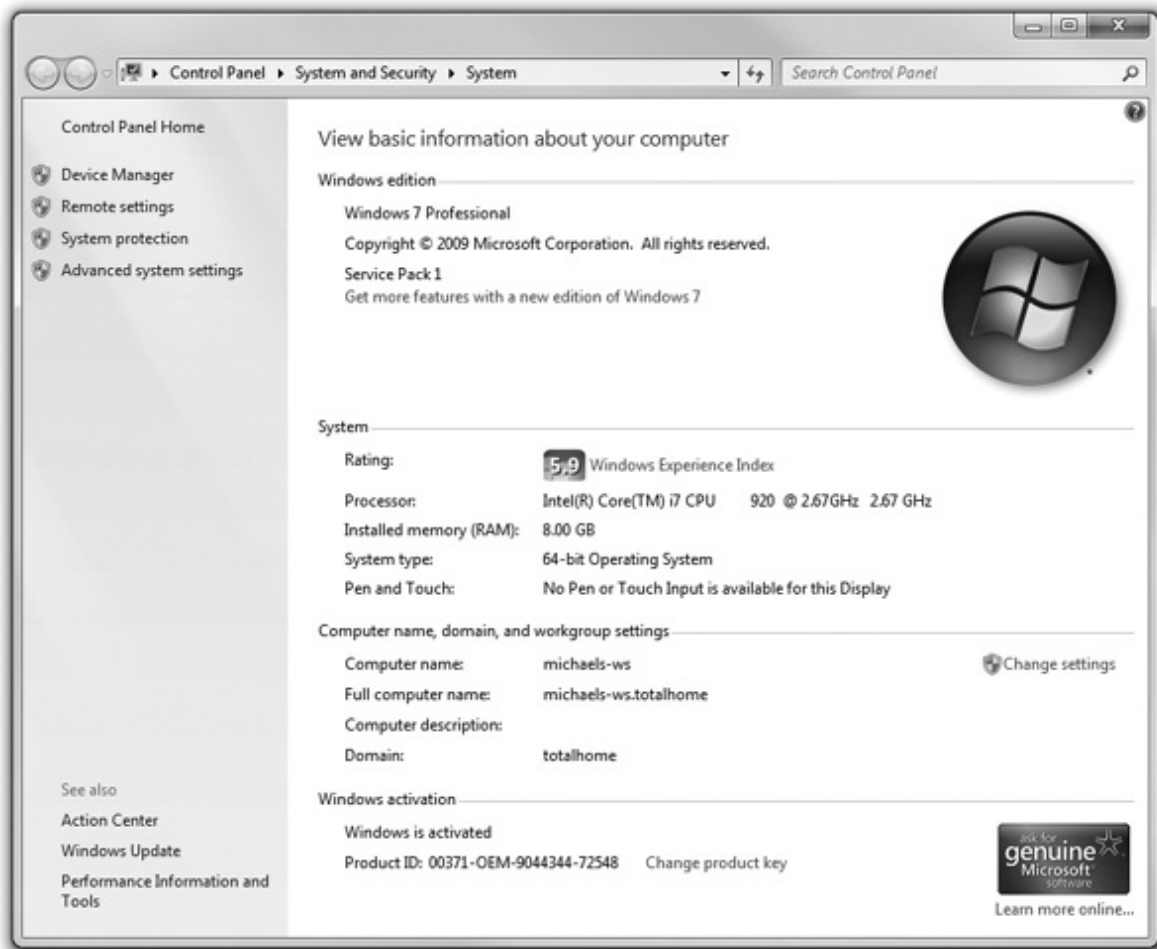 Control Panel ▸ System and Security ▸ System
Search Control Panel
Control Panel Home
Device Manager
Remote settings
System protection
Advanced system settings
See also
Action Center
Windows Update
Performance Information and
Tools
View basic information about your computer
Windows edition
Windows 7 Professional
Copyright © 2009 Microsoft Corporation. All rights reserved.
Service Pack 1
Get more features with a new edition of Windows 7
System
Rating: 5,9 Windows Experience Index
Processor: Intel(R) Core(TM) i7 CPU 920 @ 2.67GHz 2.67 GHz
Installed memory (RAM): 8.00 GB
System type: 64-bit Operating System
Pen and Touch: No Pen or Touch Input is available for this Display
Computer name, domain, and workgroup settings
Computer name: michaels-ws
Change settings
Full computer name: michaels-ws.totalhome
Computer description:
Domain: totalhome
Windows activation
Windows is activated
Product ID: 00371-OEM-9044344-72548 Change product key
ask for
genuine
Microsoft
software
Learn more online...